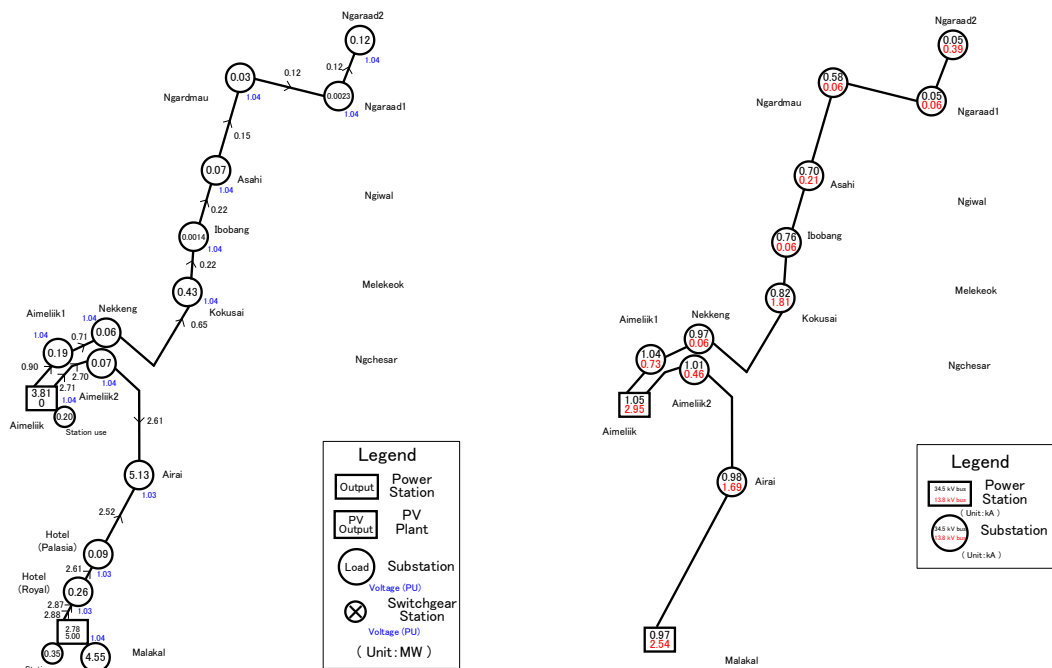 Ngaraad2
0.12
1.04
0.12
0.12
0.03
1.04
Ngardmau
0.0023
Ngaraad1
1.04
0.15
0.07
Asahi
1.04
Ngiwal
0.22
0.0014
Ibobang
1.04
0.22
Melekeok
0.43
1.04
Kokusai
0.65
Nekkeng
1.04
0.06
Aimeliik1
1.04
0.71
0.19
0.90
Ngchesar
0.07
1.04
2.70
2.71
Aimeliik2
3.81
0
1.04
Aimeliik
0.20
Station use
2.61
5.13
Airai
1.03
2.52
Hotel
(Palasia)
0.09
1.03
2.61
Hotel
(Royal)
0.26
1.03
2.87
2.88
2.78
5.00
1.04
0.35
4.55
Malakal
Legend
Output
Power
Station
PV
Output
PV
Plant
Load
Substation
Voltage (PU)
Switchgear
Station
Voltage (PU)
( Unit:MW )
Ngaraad2
0.05
0.39
0.58
0.06
Ngardmau
0.05
0.06
Ngaraad1
0.70
0.21
Asahi
Ngiwal
0.76
0.06
Ibobang
Melekeok
0.82
1.81
Kokusai
Nekkeng
0.97
0.06
Aimeliik1
1.04
0.73
Ngchesar
1.01
0.46
Aimeliik2
1.05
2.95
Aimeliik
0.98
1.69
Airai
0.97
2.54
Malakal
Legend
34.5 kV bus
13.8 kV bus
Power
Station
( Unit:kA )
34.5 kV bus
13.8 kV bus
Substation
( Unit:kA )